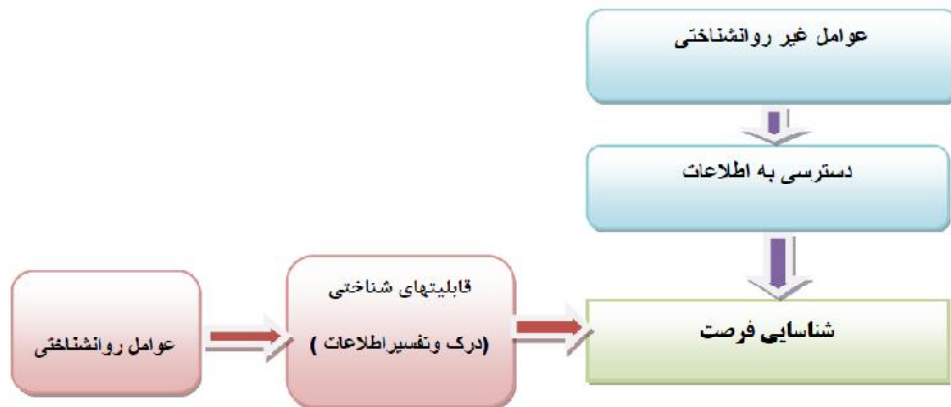 عوامل غیر روانشناختی
دسترسی به اطلاعات
شناسایی فرصت
قابلیتهای شناختی
(درک وتفسیراطلاعات )
عوامل روانشناختی